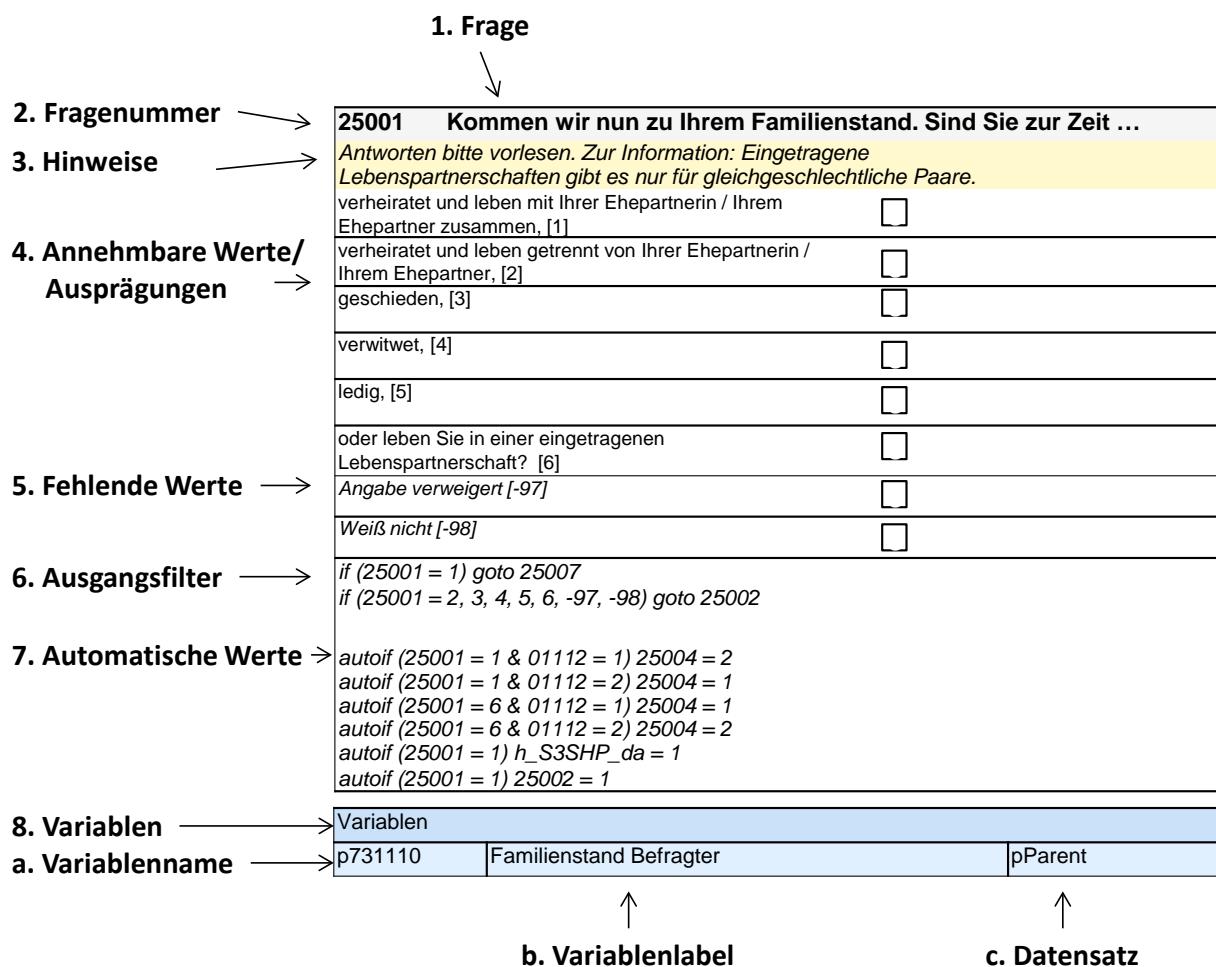 1. Frage
2. Fragenummer
25001 Kommen wir nun zu Ihrem Familienstand. Sind Sie zur Zeit …
3. Hinweise
Antworten bitte vorlesen. Zur Information: Eingetragene
Lebenspartnerschaften gibt es nur für gleichgeschlechtliche Paare.
verheiratet und leben mit Ihrer Ehepartnerin / Ihrem
Ehepartner zusammen, [1]
4. Annehmbare Werte/
Ausprägungen
verheiratet und leben getrennt von Ihrer Ehepartnerin /
Ihrem Ehepartner, [2]
geschieden, [3]
verwitwet, [4]
ledig, [5]
oder leben Sie in einer eingetragenen
Lebenspartnerschaft? [6]
5. Fehlende Werte
Angabe verweigert [-97]
Weiß nicht [-98]
6. Ausgangsfilter
if (25001 = 1) goto 25007
if (25001 = 2, 3, 4, 5, 6, -97, -98) goto 25002
7. Automatische Werte
autoif (25001 = 1 & 01112 = 1) 25004 = 2
autoif (25001 = 1 & 01112 = 2) 25004 = 1
autoif (25001 = 6 & 01112 = 1) 25004 = 1
autoif (25001 = 6 & 01112 = 2) 25004 = 2
autoif (25001 = 1) h_S3SHP_da = 1
autoif (25001 = 1) 25002 = 1
8. Variablen
Variablen
a. Variablenname
p731110 Familienstand Befragter pParent
b. Variablenlabel c. Datensatz